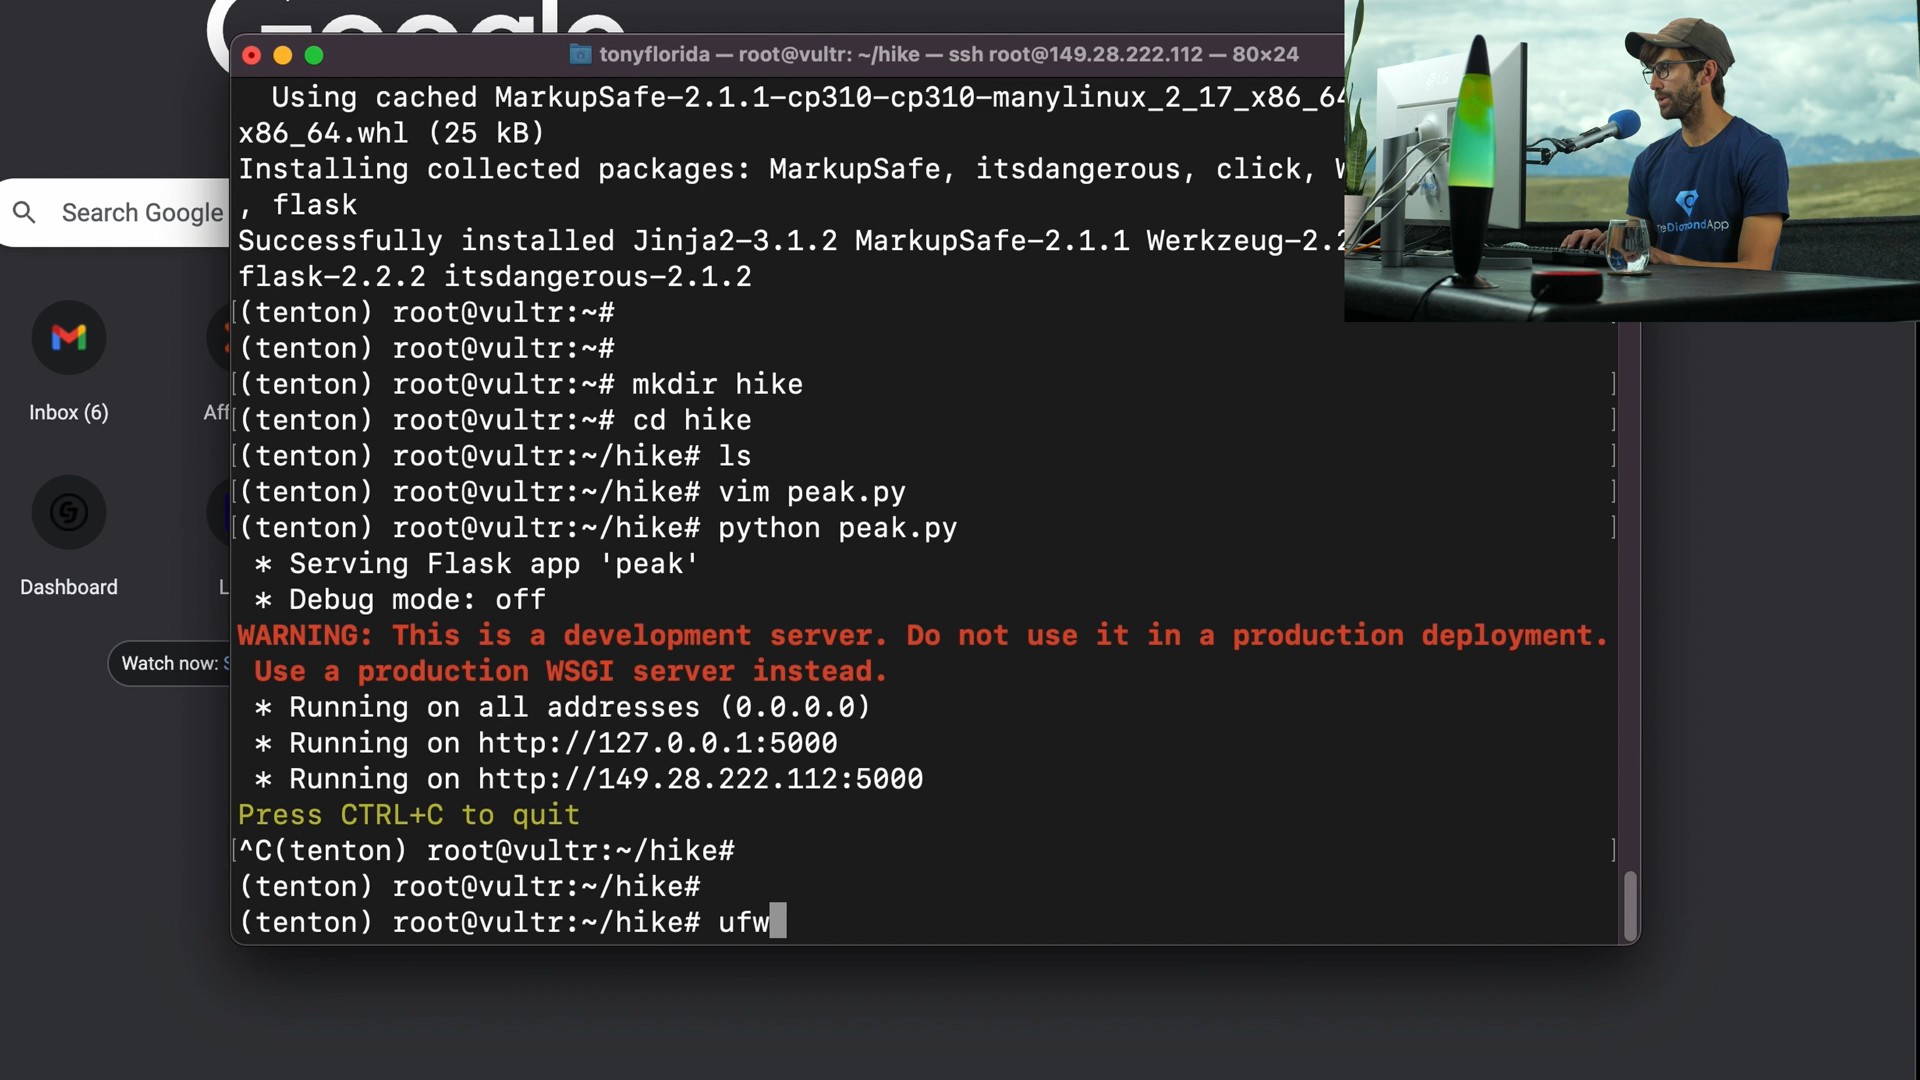 Google
tonyflorida — root@vultr: ~/hike — ssh root@149.28.222.112 — 80×24
Using cached MarkupSafe-2.1.1-cp310-cp310-manylinux_2_17_x86_64
x86_64.whl (25 kB)
Installing collected packages: MarkupSafe, itsdangerous, click,
, flask
Successfully installed Jinja2-3.1.2 MarkupSafe-2.1.1 Werkzeug-2.2
flask-2.2.2 itsdangerous-2.1.2
(tenton) root@vultr:~#
(tenton) root@vultr:~#
(tenton) root@vultr:~# mkdir hike
(tenton) root@vultr:~# cd hike
(tenton) root@vultr:~/hike# ls
(tenton) root@vultr:~/hike# vim peak.py
(tenton) root@vultr:~/hike# python peak.py
* Serving Flask app 'peak'
* Debug mode: off
WARNING: This is a development server. Do not use it in a production deployment.
Use a production WSGI server instead.
* Running on all addresses (0.0.0.0)
* Running on http://127.0.0.1:5000
* Running on http://149.28.222.112:5000
Press CTRL+C to quit
^C(tenton) root@vultr:~/hike#
(tenton) root@vultr:~/hike#
(tenton) root@vultr:~/hike# ufw
Search Google
Inbox (6)
Aff
Dashboard
L
Watch now: S
DiamondApp